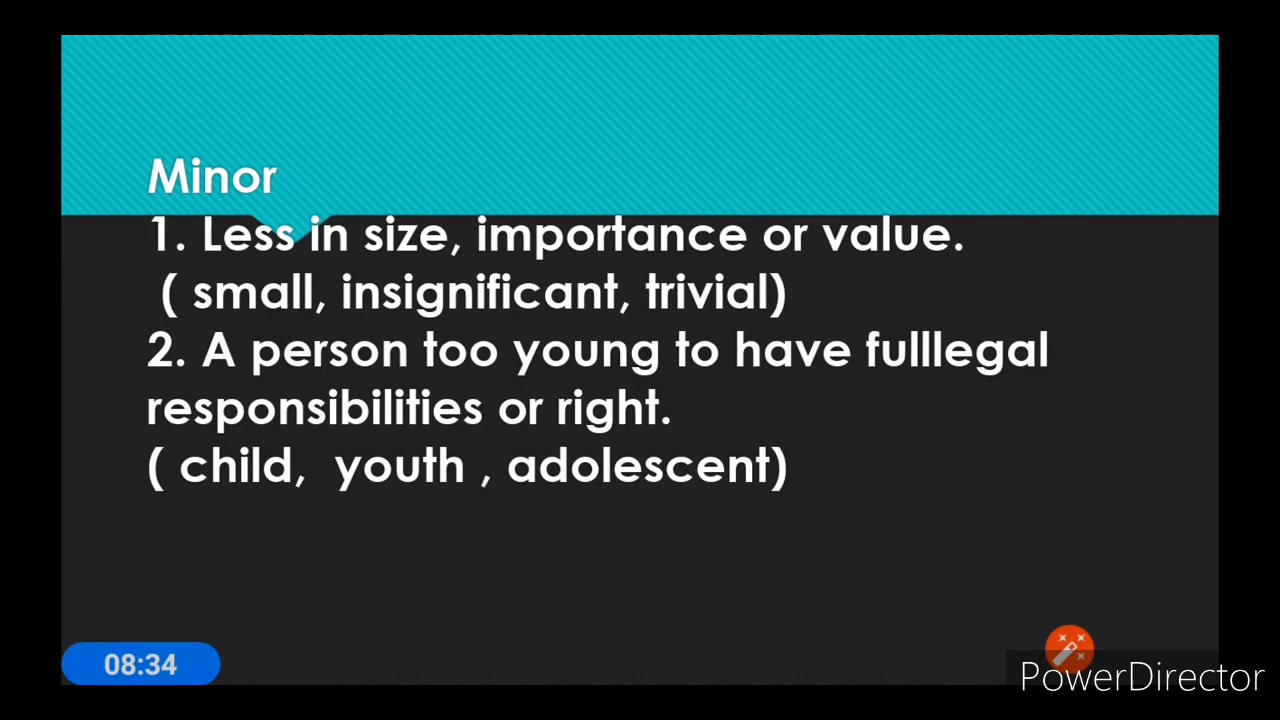 Minor
1. Less in size, importance or value.
( small, insignificant, trivial)
2. A person too young to have fulllegal
responsibilities or right.
( child, youth , adolescent)
08:34
PowerDirector